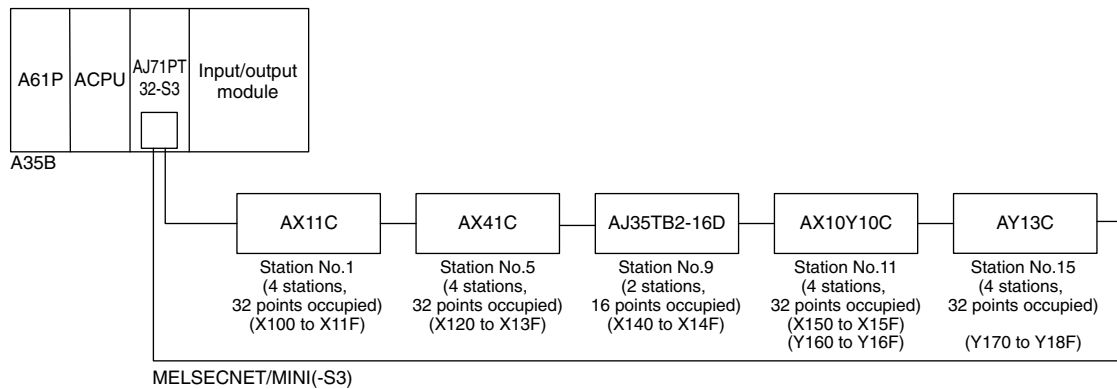 A61P
ACPU
AJ71PT
32-S3
Input/output
module
A35B
AX11C
AX41C
AJ35TB2-16D
AX10Y10C
AY13C
Station No.1
(4 stations,
32 points occupied)
(X100 to X11F)
Station No.5
(4 stations,
32 points occupied)
(X120 to X13F)
Station No.9
(2 stations,
16 points occupied)
(X140 to X14F)
Station No.11
(4 stations,
32 points occupied)
(X150 to X15F)
(Y160 to Y16F)
Station No.15
(4 stations,
32 points occupied)
(Y170 to Y18F)
MELSECNET/MINI(-S3)